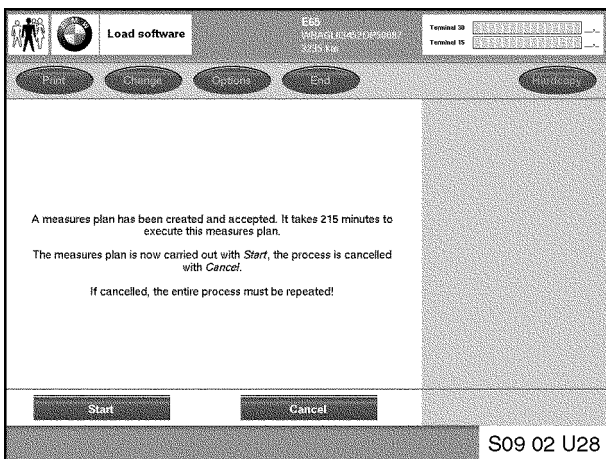 Load software
E65
3235 km
Terminal 30
Terminal 15
Print
Change
Options
End
Hardcopy
A measures plan has been created and accepted. It takes 215 minutes to
execute this measures plan.
The measures plan is now carried out with Start, the process is cancelled
with Cancel.
If cancelled, the entire process must be repeated!
Start
Cancel
S09 02 U28